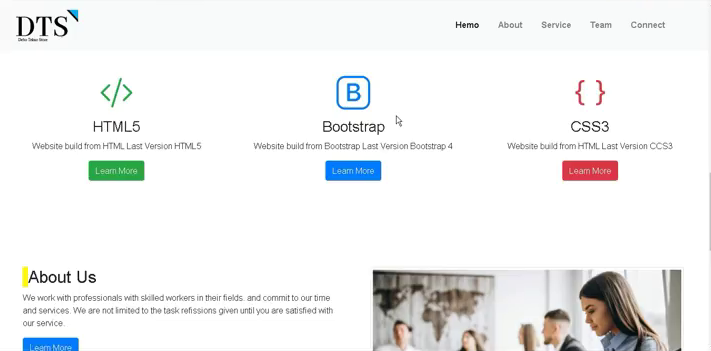 DTS
Hemo
About
Service
Team
Connect
B
HTML5
Bootstrap
CSS3
Website build from HTML Last Version HTML5
Website build from Bootstrap Last Version Bootstrap 4
Website build from HTML Last Version CCS3
Learn More
Learn More
Learn More
About Us
We work with professionals with skilled workers in their fields. and commit to our time
and services. We are not limited to the task refissions given until you are satisfied with
our service.
Learn More